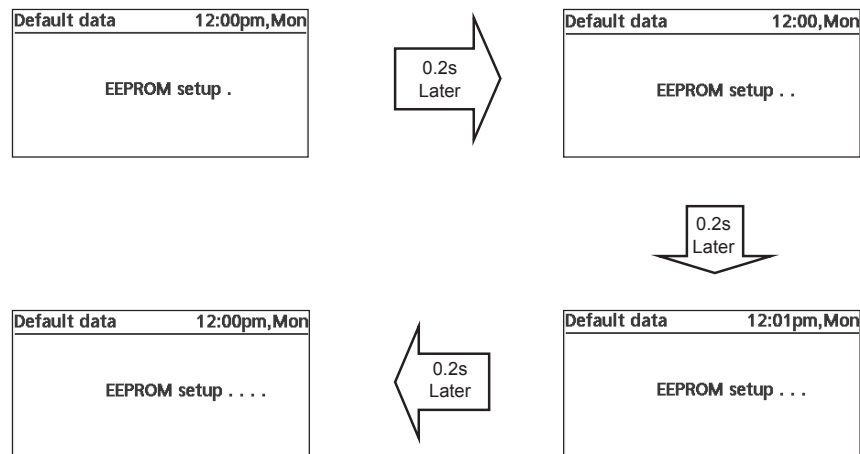 Default data 12:00pm,Mon
EEPROM setup .
0.2s
Later
Default data 12:00,Mon
EEPROM setup . .
0.2s
Later
Default data 12:01pm,Mon
EEPROM setup . . .
0.2s
Later
Default data 12:00pm,Mon
EEPROM setup . . . .